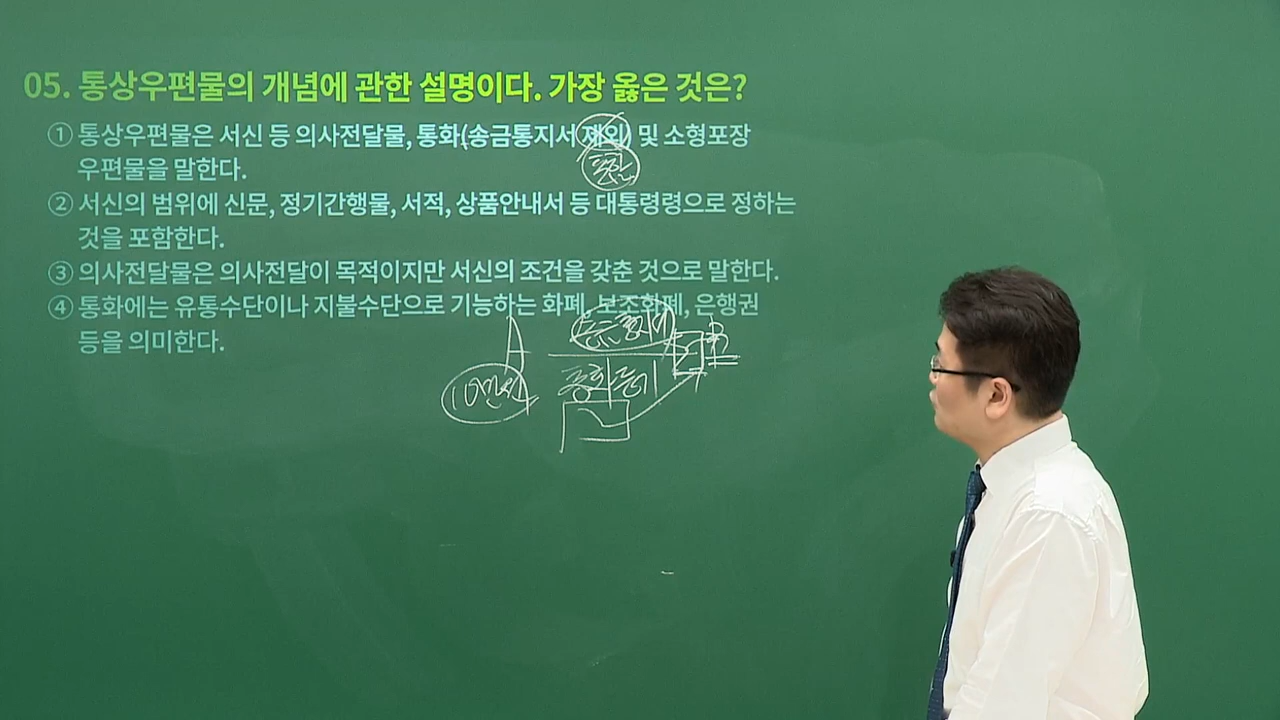 05. 통상우편물의 개념에 관한 설명이다. 가장 옳은 것은?
① 통상우편물은 서신 등 의사전달물, 통화(송금통지서 제외) 및 소형포장
포함
우편물을 말한다.
② 서신의 범위에 신문, 정기간행물, 서적, 상품안내서 등 대통령령으로 정하는
것을 포함한다.
③ 의사전달물은 의사전달이 목적이지만 서신의 조건을 갖춘 것으로 말한다.
④ 통화에는 유통수단이나 지불수단으로 기능하는 화폐, 보조화폐, 은행권
등을 의미한다.
A
통화등기